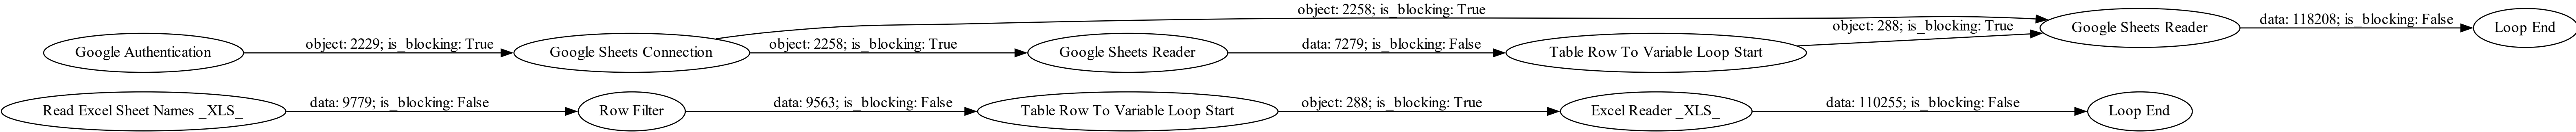 object: 2258; is_blocking: True
Google Authentication
object: 2229; is_blocking: True
Google Sheets Connection
object: 2258; is_blocking: True
Google Sheets Reader
data: 7279; is_blocking: False
Table Row To Variable Loop Start
object: 288; is_blocking: True
Google Sheets Reader
data: 118208; is_blocking: False
Loop End
Read Excel Sheet Names _XLS_
data: 9779; is_blocking: False
Row Filter
data: 9563; is_blocking: False
Table Row To Variable Loop Start
object: 288; is_blocking: True
Excel Reader _XLS_
data: 110255; is_blocking: False
Loop End